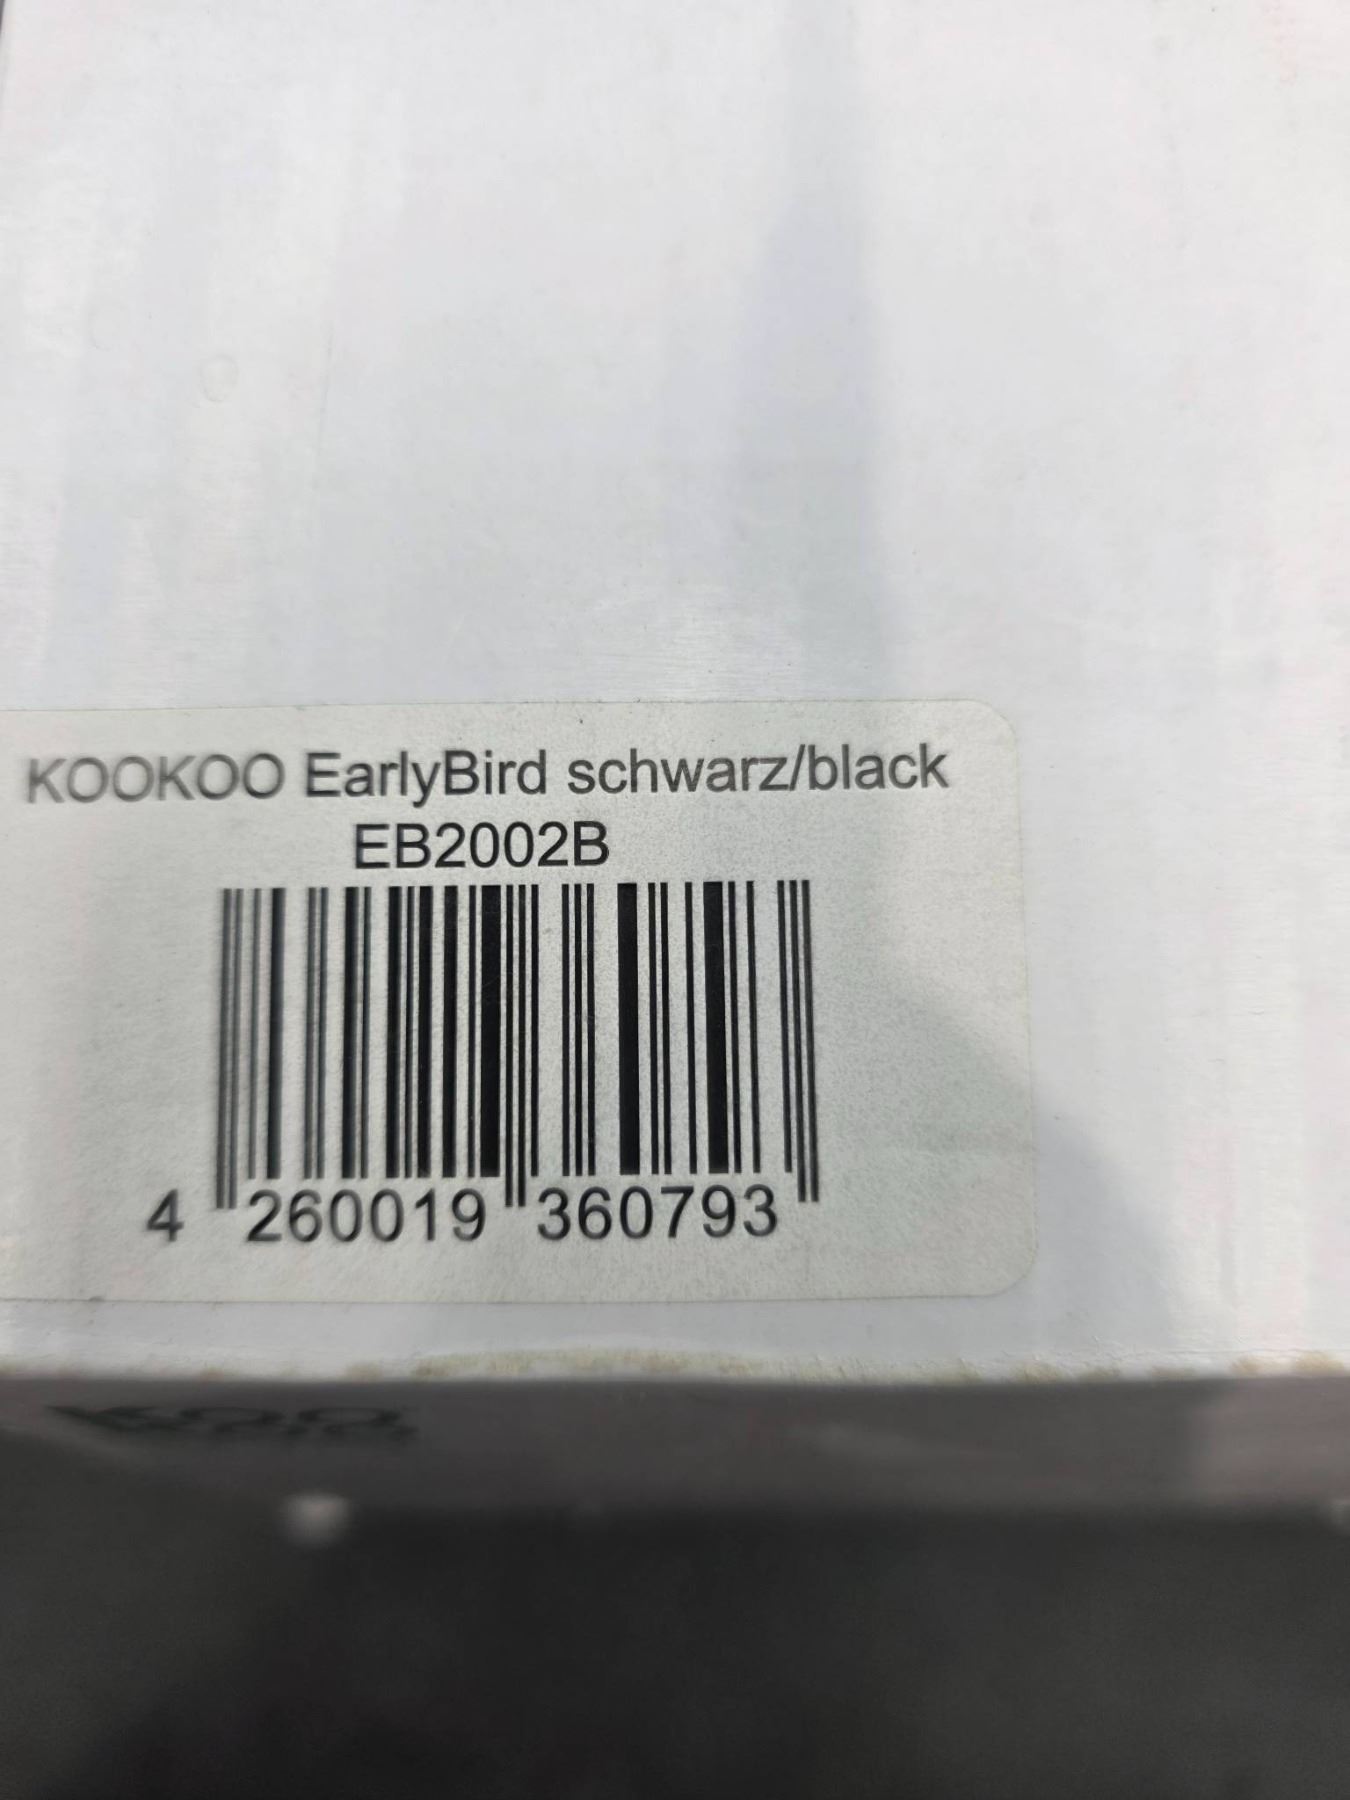 KOOKOO EarlyBird schwarz/black
EB2002B
4 260019 360793